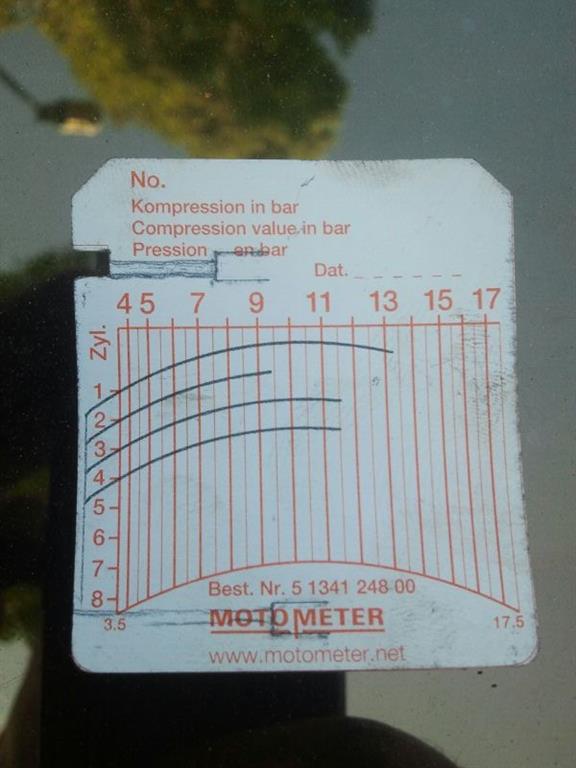 No.
Kompression in bar
Compression value in bar
Pression en bar
Dat.
4 5 7 9 11 13 15 17
Zyl.
1
2
3
4
5
6
7
8
Best. Nr. 5 1341 248 00
3.5 MOTOMETER 17.5
www.motometer.net